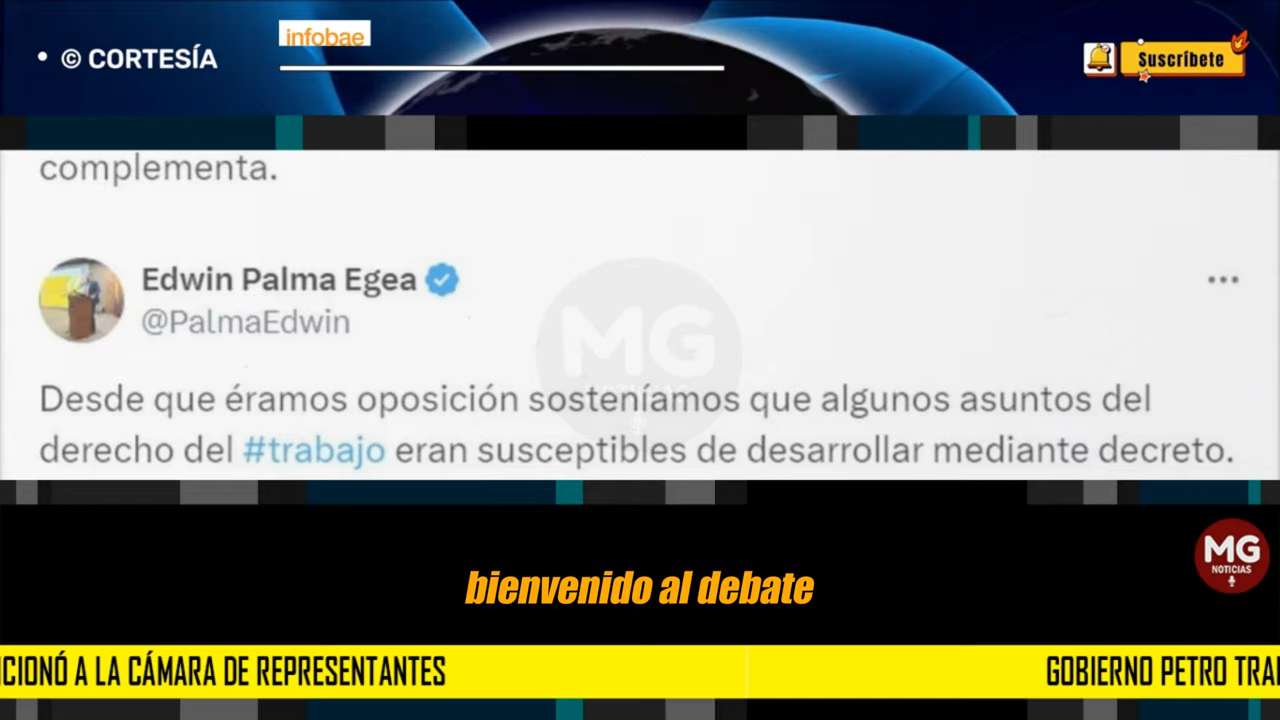 © CORTESÍA
infobae
Suscríbete
complementa.
Edwin Palma Egea
@PalmaEdwin
MG
Desde que éramos oposición sosteníamos que algunos asuntos del
derecho del #trabajo eran susceptibles de desarrollar mediante decreto.
MG
NOTICIAS
bienvenido al debate
CIONÓ A LA CÁMARA DE REPRESENTANTES
GOBIERNO PETRO